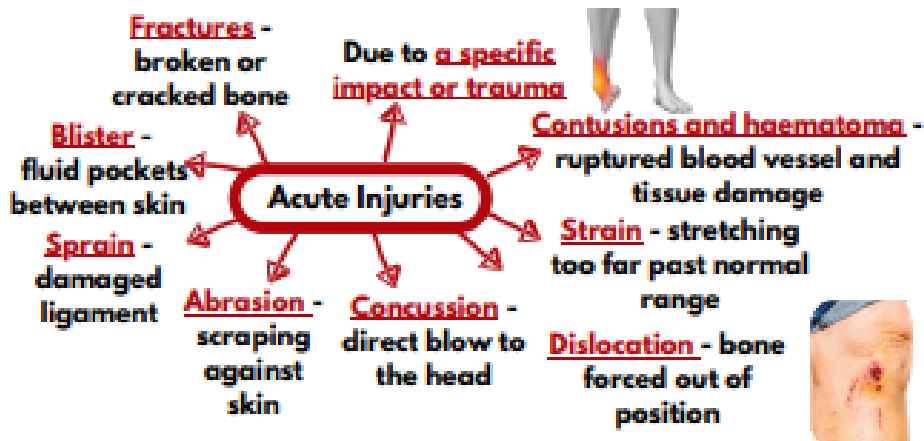 Fractures -
broken or
cracked bone
Due to a specific
impact or trauma
Contusions and haematoma -
ruptured blood vessel and
tissue damage
Blister -
fluid pockets
between skin
Acute Injuries
Sprain -
damaged
ligament
Strain - stretching
too far past normal
range
Abrasion -
scraping
against
skin
Concussion -
direct blow to
the head
Dislocation - bone
forced out of
position